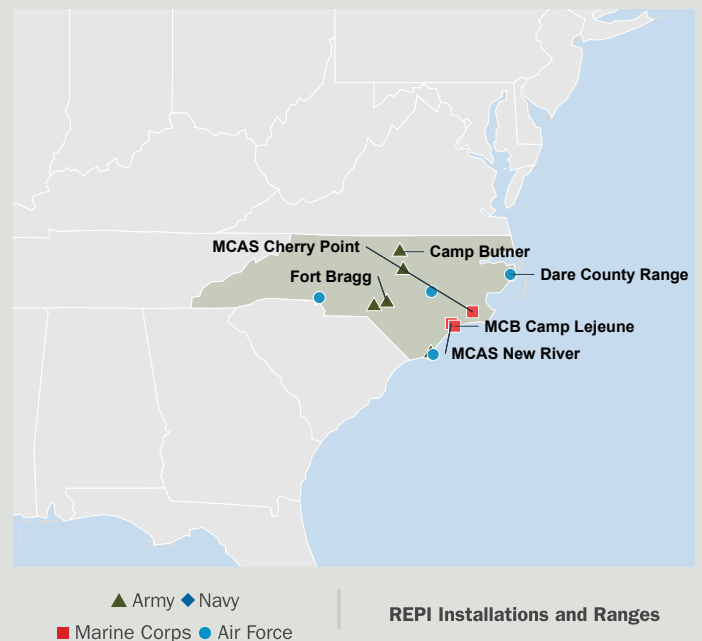 MCAS Cherry Point
Camp Butner
Fort Bragg
Dare County Range
MCB Camp Lejeune
MCAS New River
Army Navy
Marine Corps Air Force
REPI Installations and Ranges